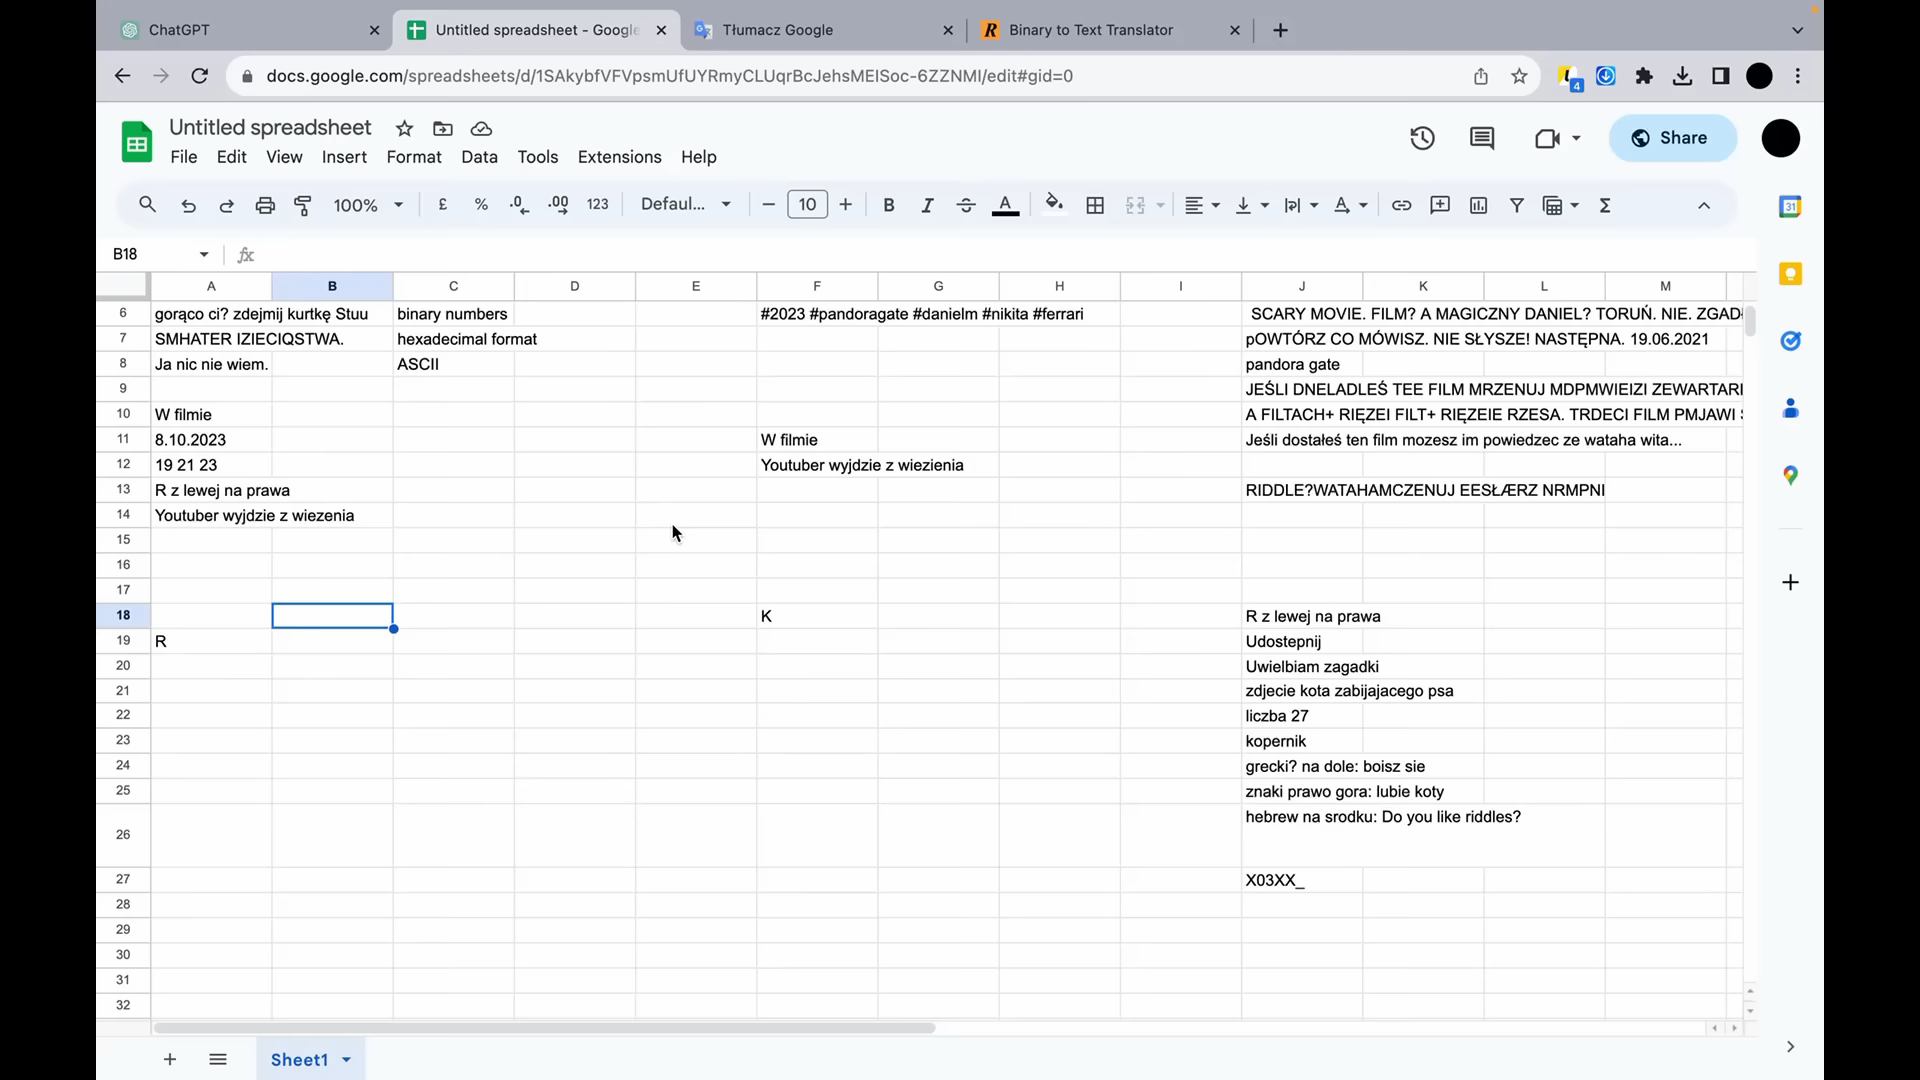 ChatGPT Untitled spreadsheet - Google Tłumacz Google Binary to Text Translator
docs.google.com/spreadsheets/d/1SAkybfVFVpsmUfUYRmyCLUqrBcJehsMEISoc-6ZZNMI/edit#gid=0 4
Untitled spreadsheet
File Edit View Insert Format Data Tools Extensions Help
Share
100% £ % .0 .00 123 Defaul... 10 B I S A
31
B18 fx
A B C D E F G H I J K L M
6 gorąco ci? zdejmij kurtkę Stuu binary numbers #2023 #pandoragate #danielm #nikita #ferrari SCARY MOVIE. FILM? A MAGICZNY DANIEL? TORUŃ. NIE. ZGAD
7 SMHATER IZIECIQSTWA. hexadecimal format pOWTÓRZ CO MÓWISZ. NIE SŁYSZE! NASTĘPNA. 19.06.2021
8 Ja nic nie wiem. ASCII pandora gate
9 JEŚLI DNELADLEŚ TEE FILM MRZENUJ MDPMWIEIZI ZEWARTARI
10 W filmie A FILTACH+ RIĘZEI FILT+ RIĘZEIE RZESA. TRDECI FILM PMJAWI
11 8.10.2023 W filmie Jeśli dostałeś ten film mozesz im powiedzec ze wataha wita...
12 19 21 23 Youtuber wyjdzie z wiezienia
13 R z lewej na prawa RIDDLE?WATAHAMCZENUJ EESŁÆRZ NRMPNI
14 Youtuber wyjdzie z wiezenia
15
16
17
18 K R z lewej na prawa
19 R Udostepnij
20 Uwielbiam zagadki
21 zdjecie kota zabijajacego psa
22 liczba 27
23 kopernik
24 grecki? na dole: boisz sie
25 znaki prawo gora: lubie koty
26 hebrew na srodku: Do you like riddles?
27 X03XX_
28
29
30
31
32
Sheet1